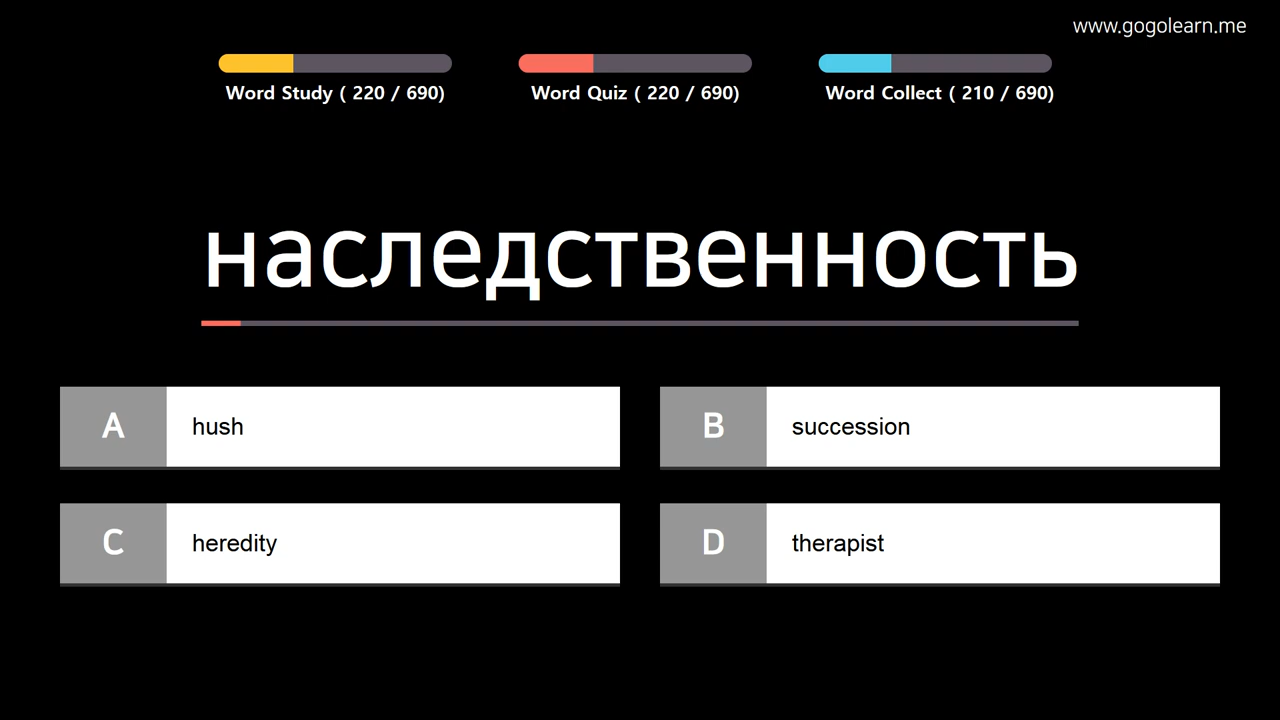 www.gogolearn.me
Word Study ( 220 / 690)
Word Quiz ( 220 / 690)
Word Collect ( 210 / 690)
наследственность
A hush
B succession
C heredity
D therapist